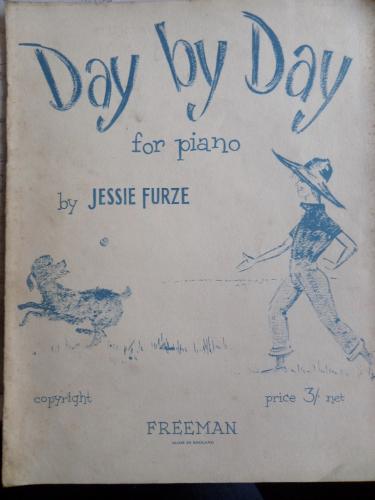 Day by Day
for piano
by JESSIE FURZE
copyright
price 3/- net
FREEMAN
MADE IN ENGLAND